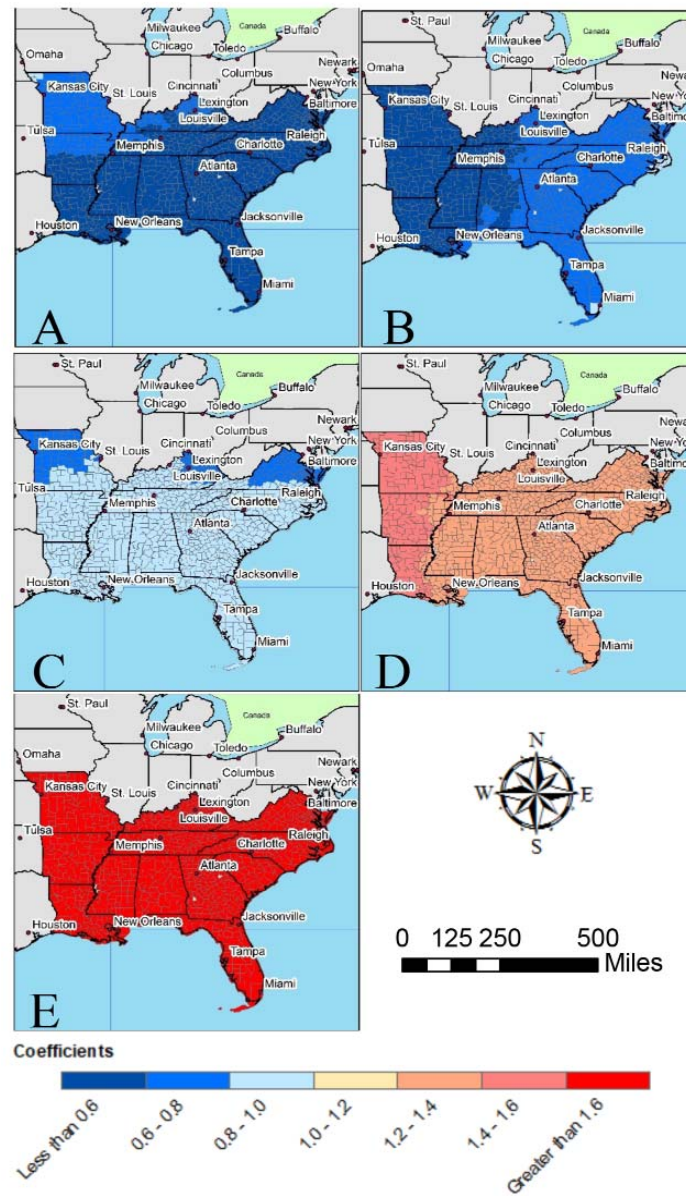 Canada
Milwaukee
Buffalo
Omaha
Chicago
Toledo
Newark
Columbus
Cincinnati
New York
Kansas City
St. Louis
Lexington
Baltimore
Louisville
Tulsa
Raleigh
Memphis
Charlotte
Atlanta
Houston
New Orleans
Jacksonville
Tampa
Miami
A
St. Paul
Canada
Milwaukee
Buffalo
Omaha
Chicago
Toledo
Columbus
Cincinnati
Kansas City
St. Louis
Lexington
Louisville
Tulsa
Raleigh
Memphis
Charlotte
Atlanta
Houston
New Orleans
Jacksonville
Tampa
Miami
B
St. Paul
Canada
Milwaukee
Buffalo
Chicago
Toledo
Newark
Columbus
New York
Kansas City
St. Louis
Cincinnati
Lexington
Baltimore
Louisville
Tulsa
Raleigh
Memphis
Charlotte
Atlanta
Houston
New Orleans
Jacksonville
Tampa
Miami
C
St. Paul
Canada
Milwaukee
Buffalo
Chicago
Toledo
Columbus
Kansas City
St. Louis
Cincinnati
Lexington
Louisville
Tulsa
Raleigh
Memphis
Charlotte
Atlanta
Houston
New Orleans
Jacksonville
Tampa
Miami
D
St. Paul
Canada
Milwaukee
Buffalo
Omaha
Chicago
Toledo
Newark
Columbus
New York
Kansas City
St. Louis
Cincinnati
Lexington
Baltimore
Louisville
Tulsa
Raleigh
Memphis
Charlotte
Atlanta
Houston
New Orleans
Jacksonville
Tampa
Miami
E
N
W E
S
0 125 250 500
Miles
Coefficients
Less than 0.6
0.6 - 0.8
0.8 - 1.0
1.0 - 1.2
1.2 - 1.4
1.4 - 1.6
Greater than 1.6